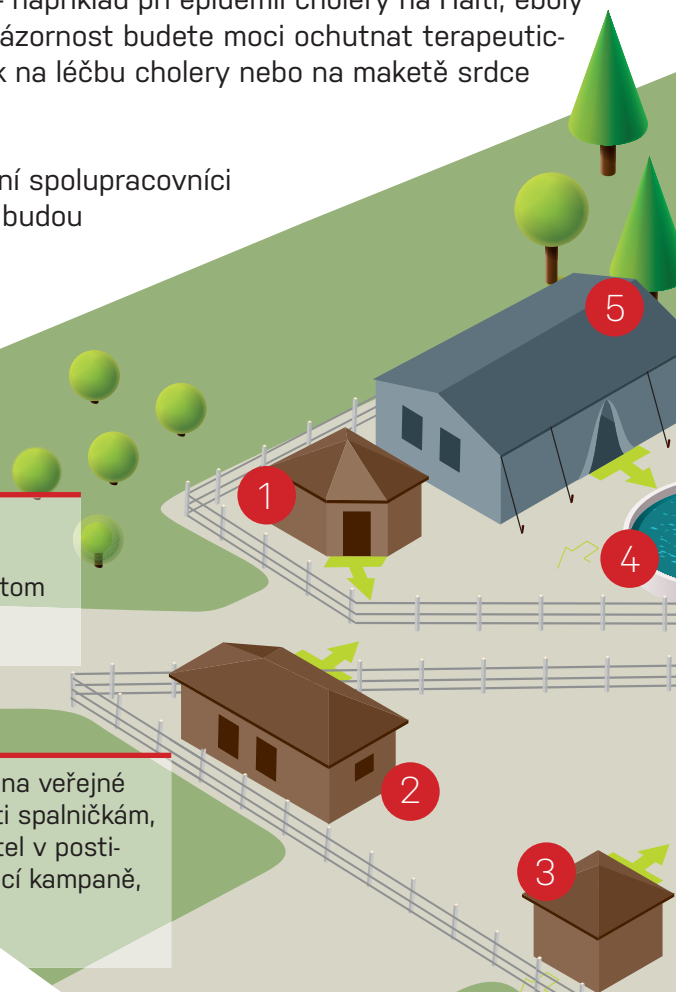 například při epidemii cholery na Haiti, eboly
ázornost budete moci ochutnat terapeutic-
k na léčbu cholery nebo na maketě srdce
ní spolupracovníci
budou
5
1
4
tom
na veřejné
ti spalničkám,
tel v posti-
cí kampaně,
2
3